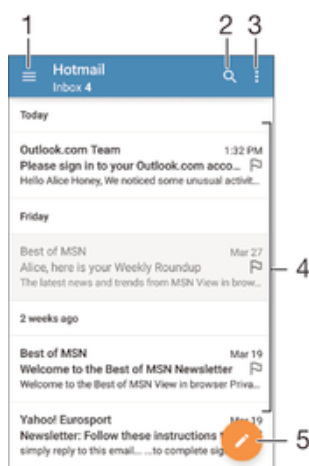 1 2 3
Hotmail
Inbox 4
Today
Outlook.com Team 1:32 PM
Please sign in to your Outlook.com acco...
Hello Alice Honey, We noticed some unusual activit...
Friday
Best of MSN Mar 27
Alice, here is your Weekly Roundup
The latest news and trends from MSN View in brow...
4
2 weeks ago
Best of MSN Mar 19
Welcome to the Best of MSN Newsletter
Welcome to the Best of MSN View in browser Priva...
Yahoo! Eurosport Mar 19
Newsletter: Follow these instructions
simply reply to this email... ...to complete
5